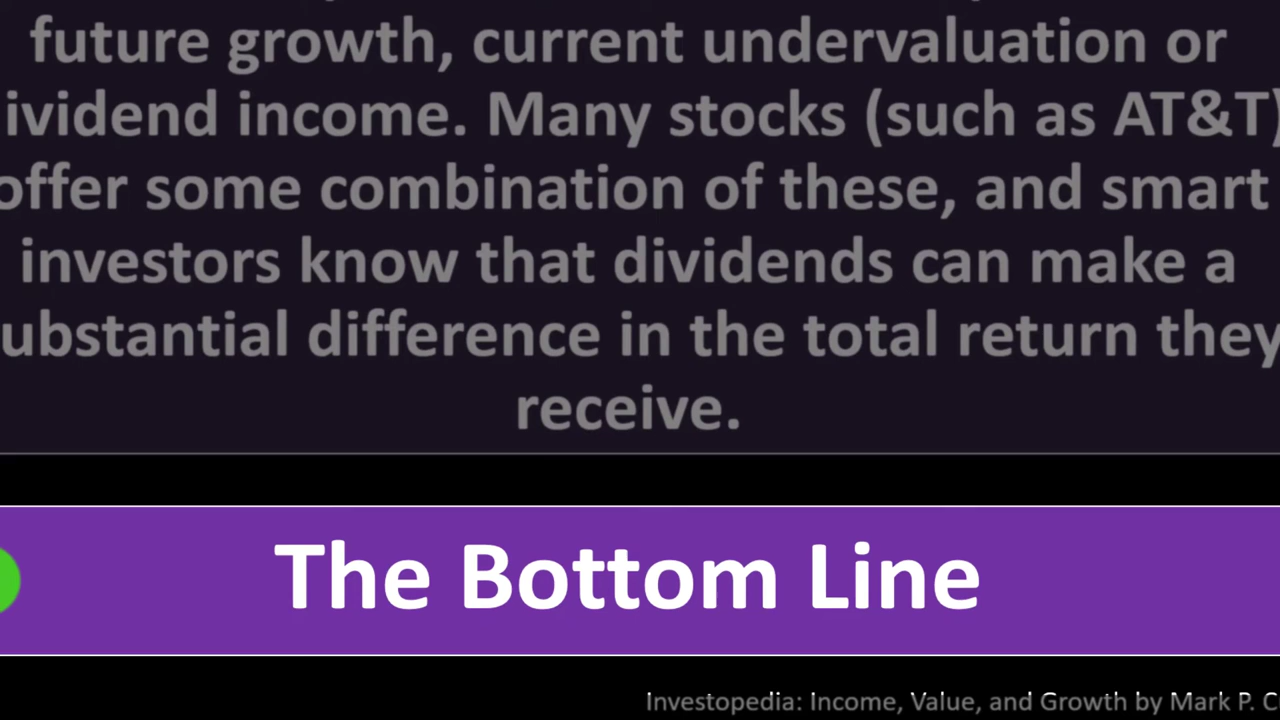 future growth, current undervaluation or
ividend income. Many stocks (such as AT&T)
offer some combination of these, and smart
investors know that dividends can make a
ubstantial difference in the total return they
receive.
The Bottom Line
Investopedia: Income, Value, and Growth by Mark P. C